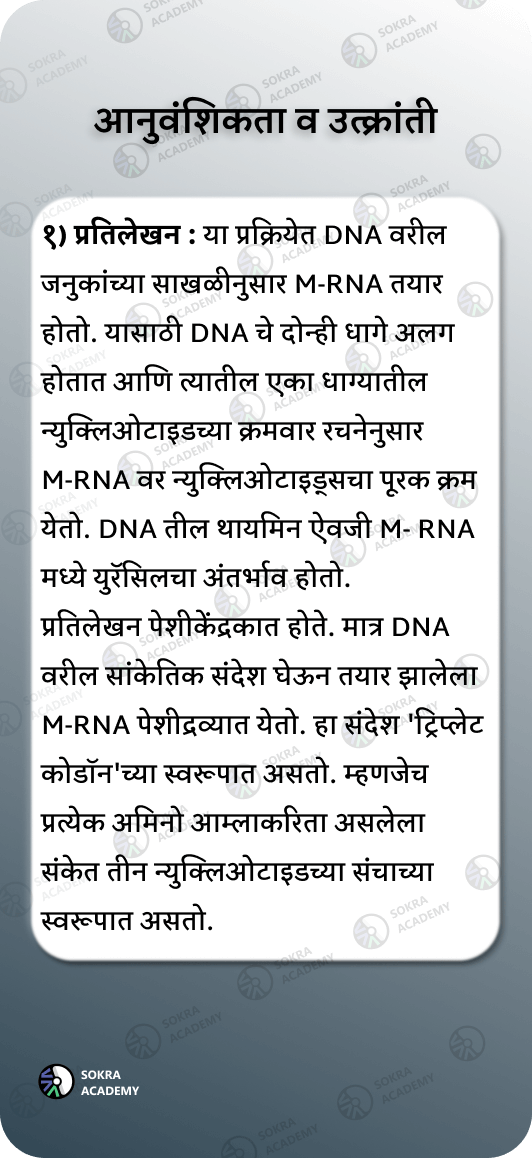 आनुवंशिकता व उत्क्रांती
१) प्रतिलेखन : या प्रक्रियेत DNA वरील
जनुकांच्या साखळीनुसार M-RNA तयार
होतो. यासाठी DNA चे दोन्ही धागे अलग
होतात आणि त्यातील एका धाग्यातील
न्युक्लिओटाइडच्या क्रमवार रचनेनुसार
M-RNA वर न्युक्लिओटाइड्सचा पूरक क्रम
येतो. DNA तील थायमिन ऐवजी M- RNA
मध्ये युरॅसिलचा अंतर्भाव होतो.
प्रतिलेखन पेशीकेंद्रकात होते. मात्र DNA
वरील सांकेतिक संदेश घेऊन तयार झालेला
M-RNA पेशीद्रव्यात येतो. हा संदेश 'ट्रिप्लेट
कोडॉन'च्या स्वरूपात असतो. म्हणजेच
प्रत्येक अमिनो आम्लाकरिता असलेला
संकेत तीन न्युक्लिओटाइडच्या संचाच्या
स्वरूपात असतो.
SOKRA
ACADEMY